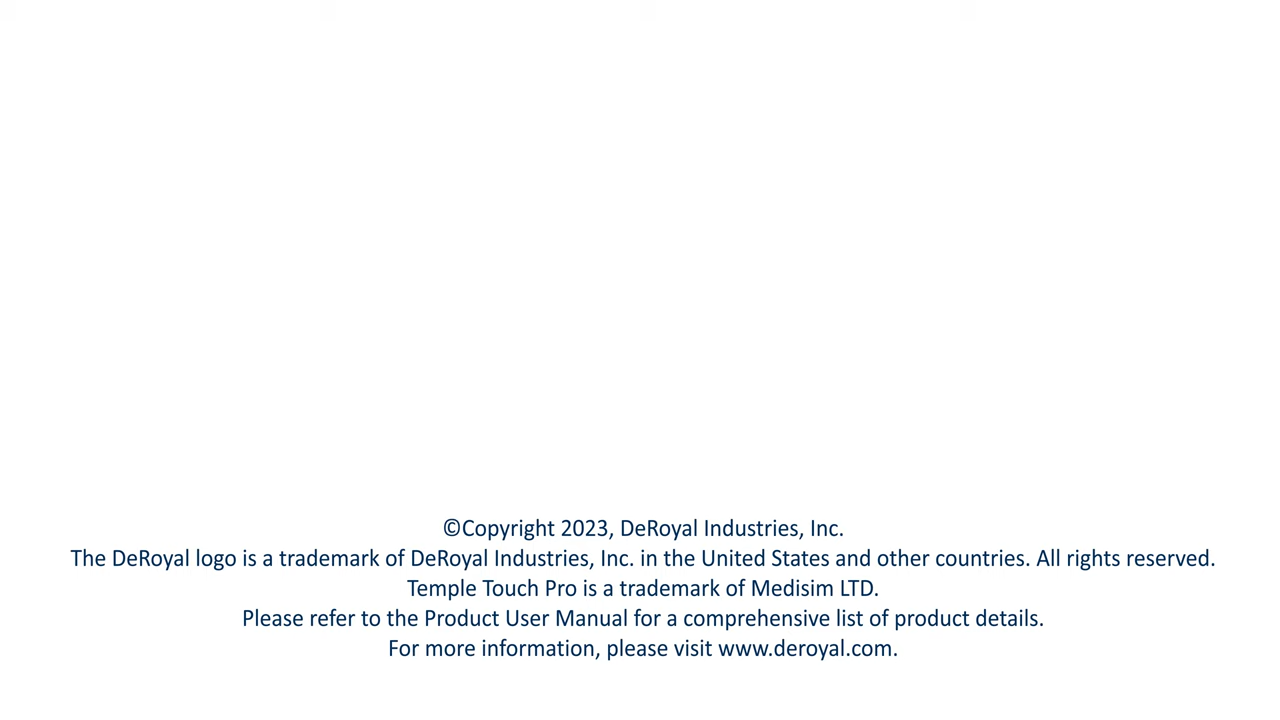 ©Copyright 2023, DeRoyal Industries, Inc.
The DeRoyal logo is a trademark of DeRoyal Industries, Inc. in the United States and other countries. All rights reserved.
Temple Touch Pro is a trademark of Medisim LTD.
Please refer to the Product User Manual for a comprehensive list of product details.
For more information, please visit www.deroyal.com.